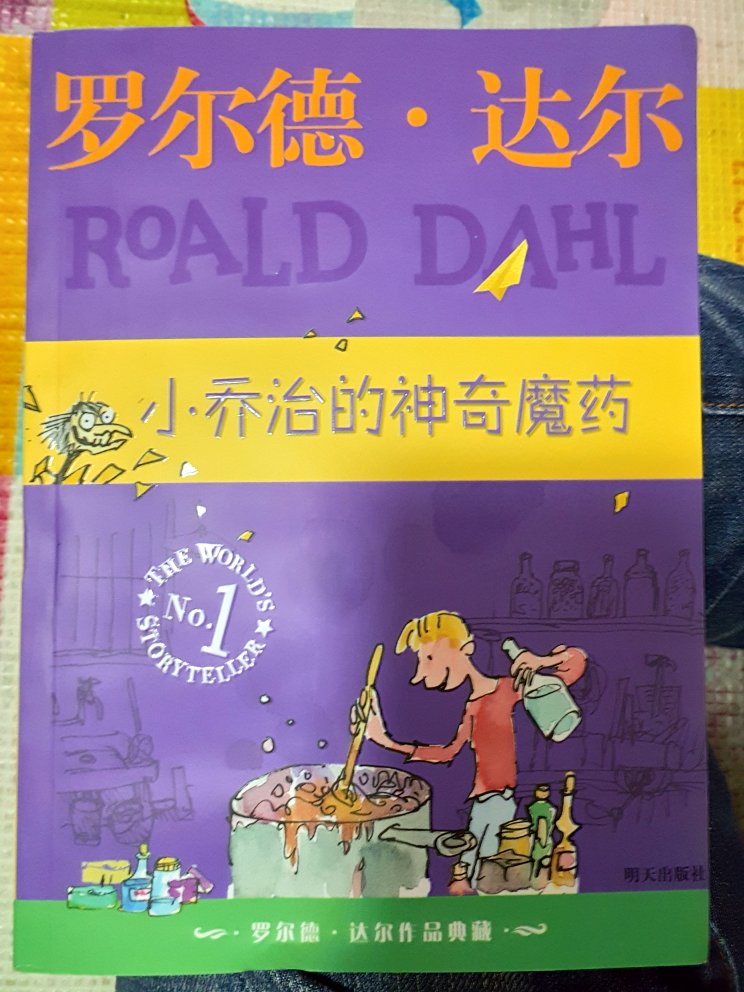 罗尔德·达尔
ROALD DAHL
小乔治的神奇魔药
THE WORLD'S
No.1
STORYTELLER
明天出版社
·罗尔德·达尔作品典藏·